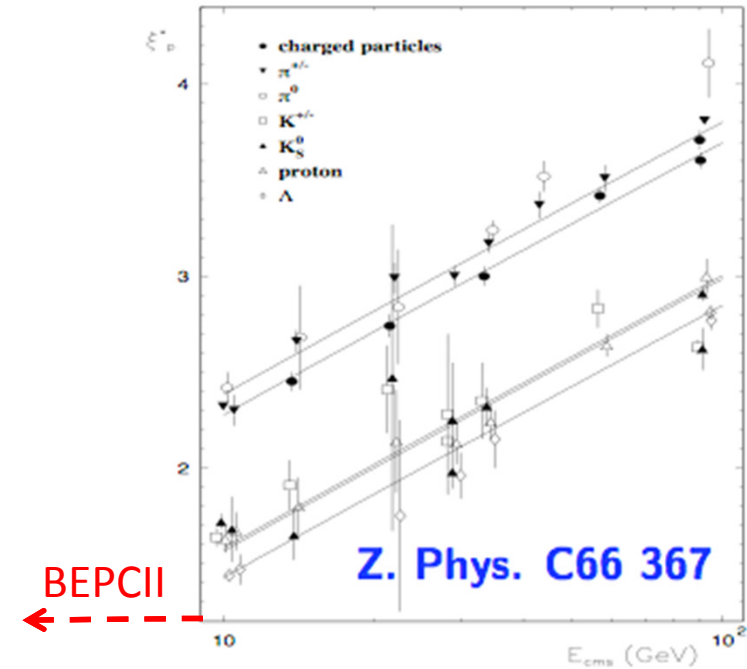 ξ*p
4
3
2
charged particles
π+/-
π0
K+/-
K0S
proton
Λ
Z. Phys. C66 367
BEPCII
10
10²
Ecms (GeV)